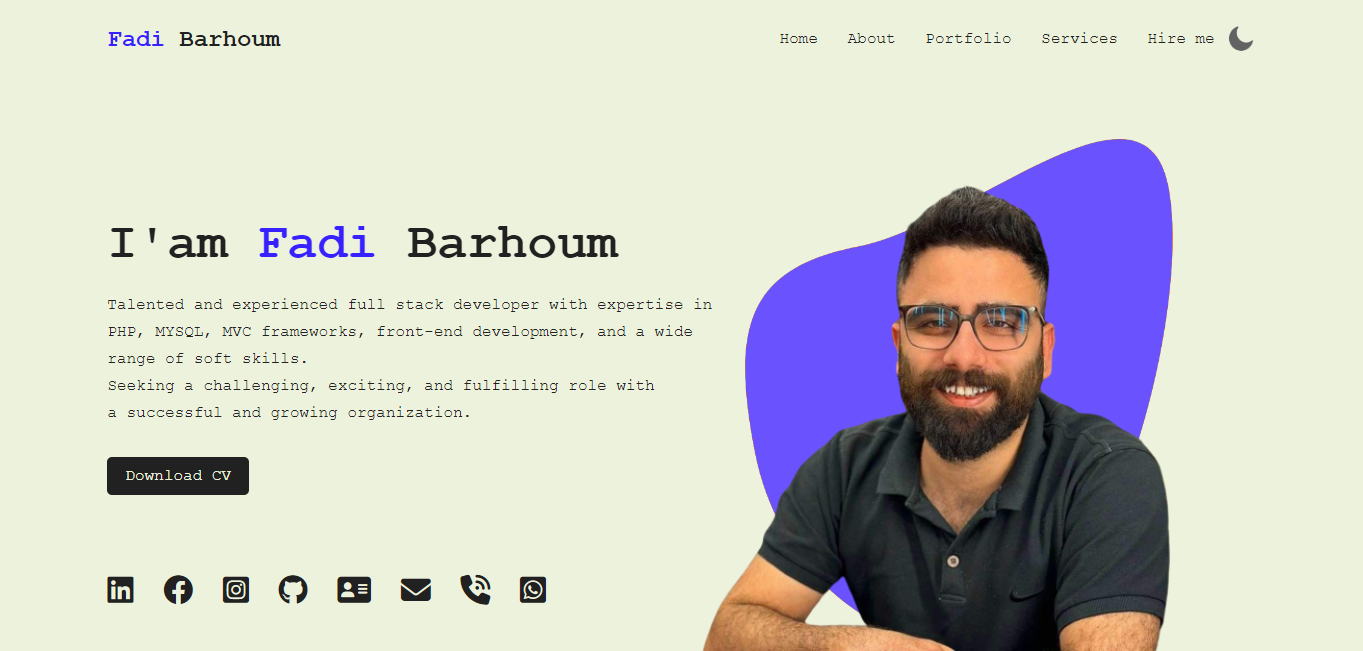 Fadi Barhoum
Home About Portfolio Services Hire me
I'am Fadi Barhoum
Talented and experienced full stack developer with expertise in
PHP, MYSQL, MVC frameworks, front-end development, and a wide
range of soft skills.
Seeking a challenging, exciting, and fulfilling role with
a successful and growing organization.
Download CV
in